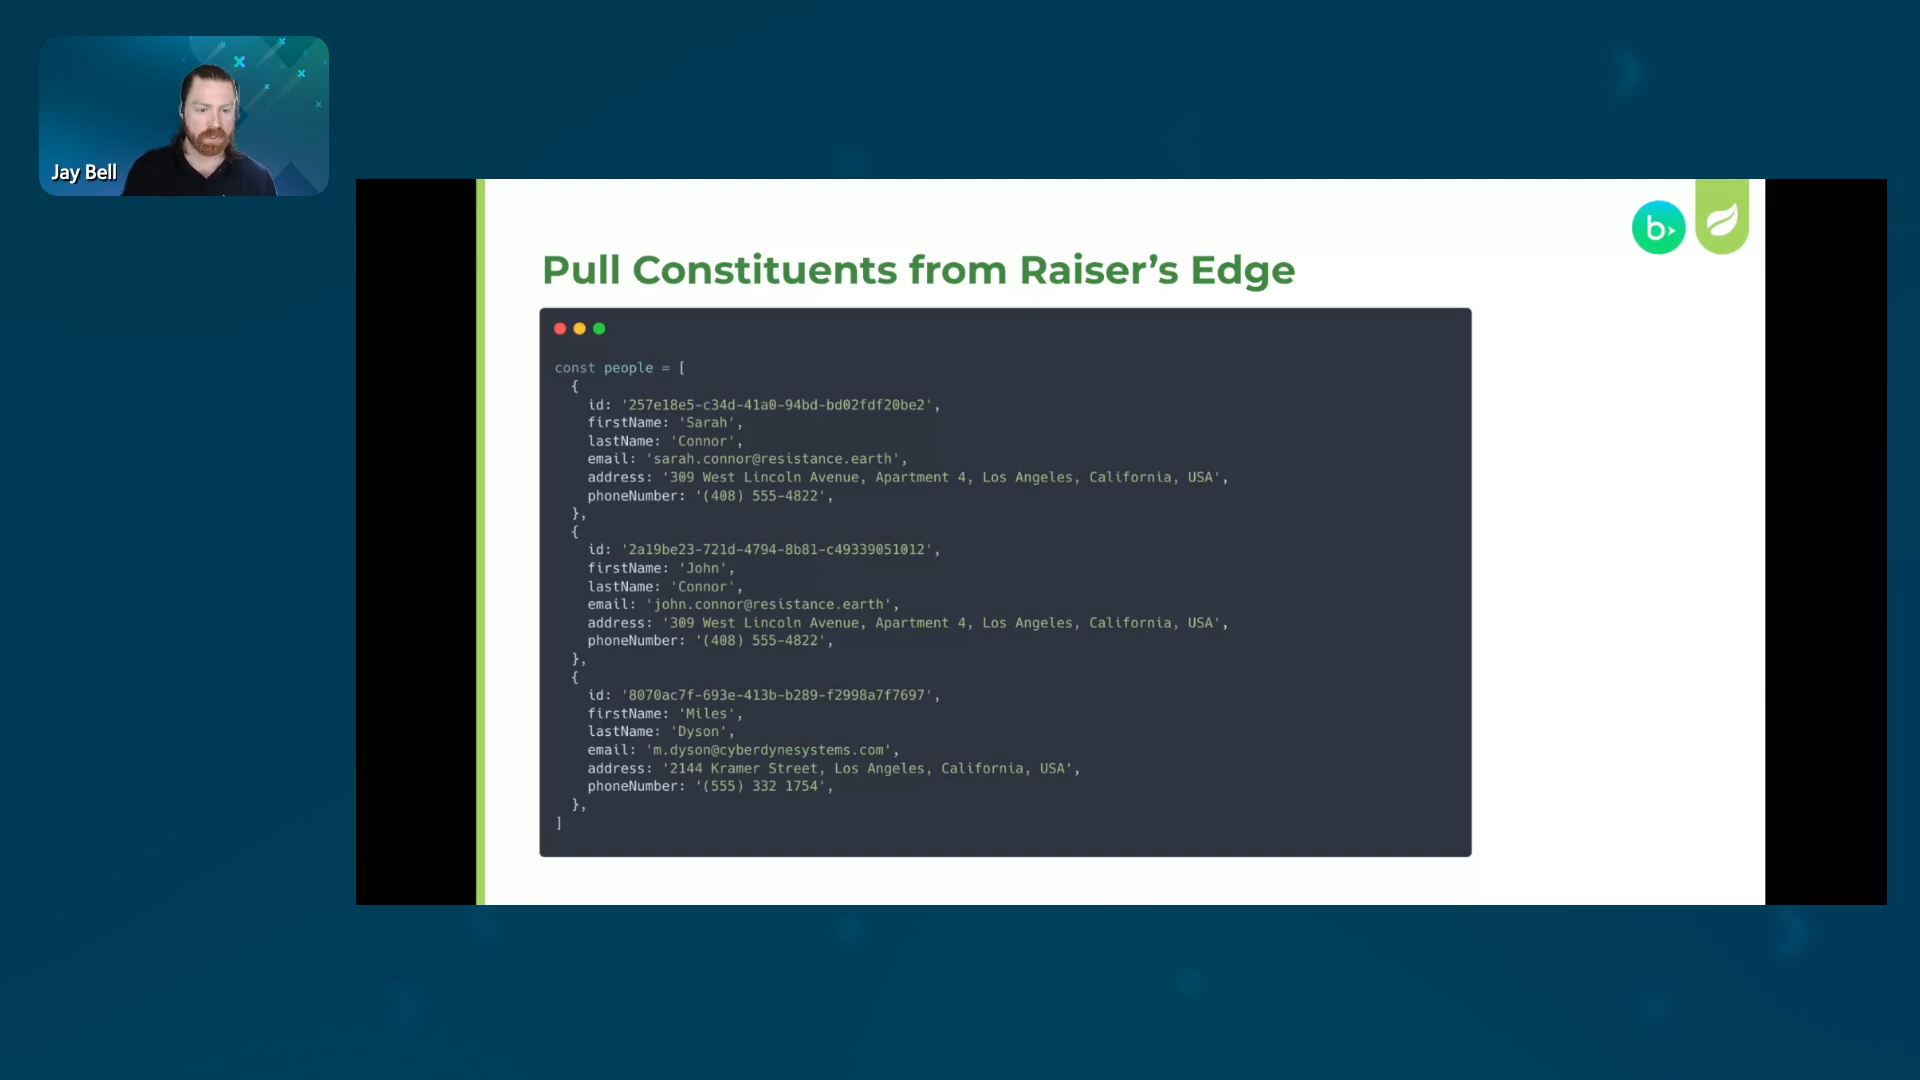 Jay Bell
b
Pull Constituents from Raiser’s Edge
const people = [
  {
    id: '257e18e5-c34d-41a0-94bd-bd02fdf20be2',
    firstName: 'Sarah',
    lastName: 'Connor',
    email: 'sarah.connor@resistance.earth',
    address: '309 West Lincoln Avenue, Apartment 4, Los Angeles, California, USA',
    phoneNumber: '(408) 555-4822',
  },
  {
    id: '2a19be23-721d-4794-8b81-c49339051012',
    firstName: 'John',
    lastName: 'Connor',
    email: 'john.connor@resistance.earth',
    address: '309 West Lincoln Avenue, Apartment 4, Los Angeles, California, USA',
    phoneNumber: '(408) 555-4822',
  },
  {
    id: '8070ac7f-693e-413b-b289-f2998a7f7697',
    firstName: 'Miles',
    lastName: 'Dyson',
    email: 'm.dyson@cyberdynesystems.com',
    address: '2144 Kramer Street, Los Angeles, California, USA',
    phoneNumber: '(555) 332 1754',
  },
]